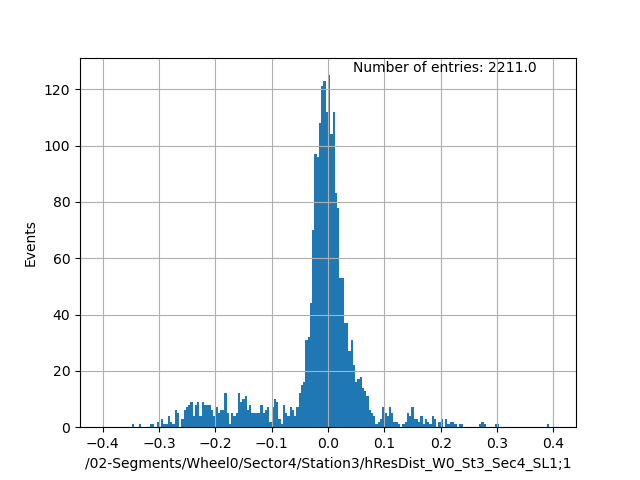 Number of entries: 2211.0
120
100
80
60
40
20
0
Events
−0.4 −0.3 −0.2 −0.1 0.0 0.1 0.2 0.3 0.4
/02-Segments/Wheel0/Sector4/Station3/hResDist_W0_St3_Sec4_SL1;1